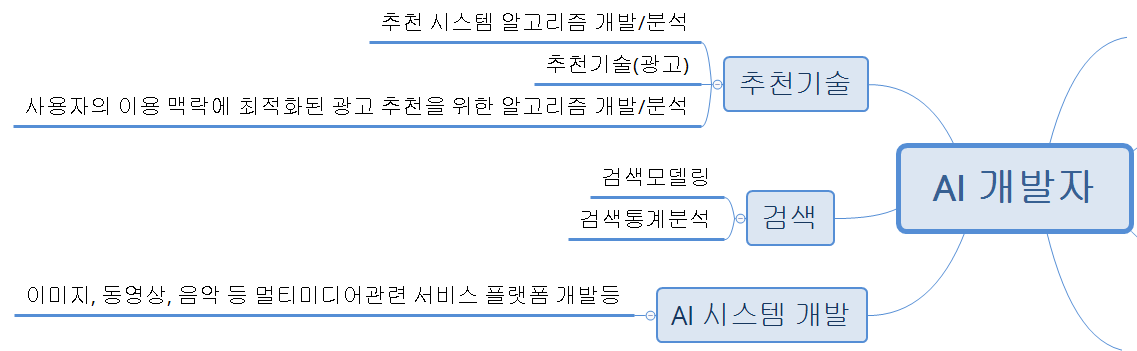 추천 시스템 알고리즘 개발/분석
추천기술(광고)
사용자의 이용 맥락에 최적화된 광고 추천을 위한 알고리즘 개발/분석
추천기술
검색모델링
검색통계분석
검색
AI 개발자
이미지, 동영상, 음악 등 멀티미디어관련 서비스 플랫폼 개발등
AI 시스템 개발